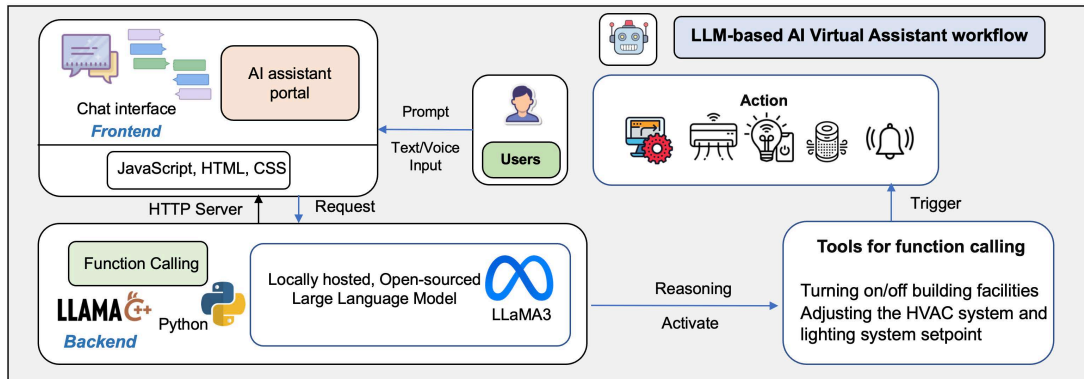 LLM-based AI Virtual Assistant workflow
AI assistant
portal
Chat interface
Frontend
JavaScript, HTML, CSS
Prompt
Text/Voice
Input
Users
Action
HTTP Server
Request
Trigger
Function Calling
LLAMA C++
Python
Backend
Locally hosted, Open-sourced
Large Language Model
LLaMA3
Reasoning
Activate
Tools for function calling
Turning on/off building facilities
Adjusting the HVAC system and
lighting system setpoint